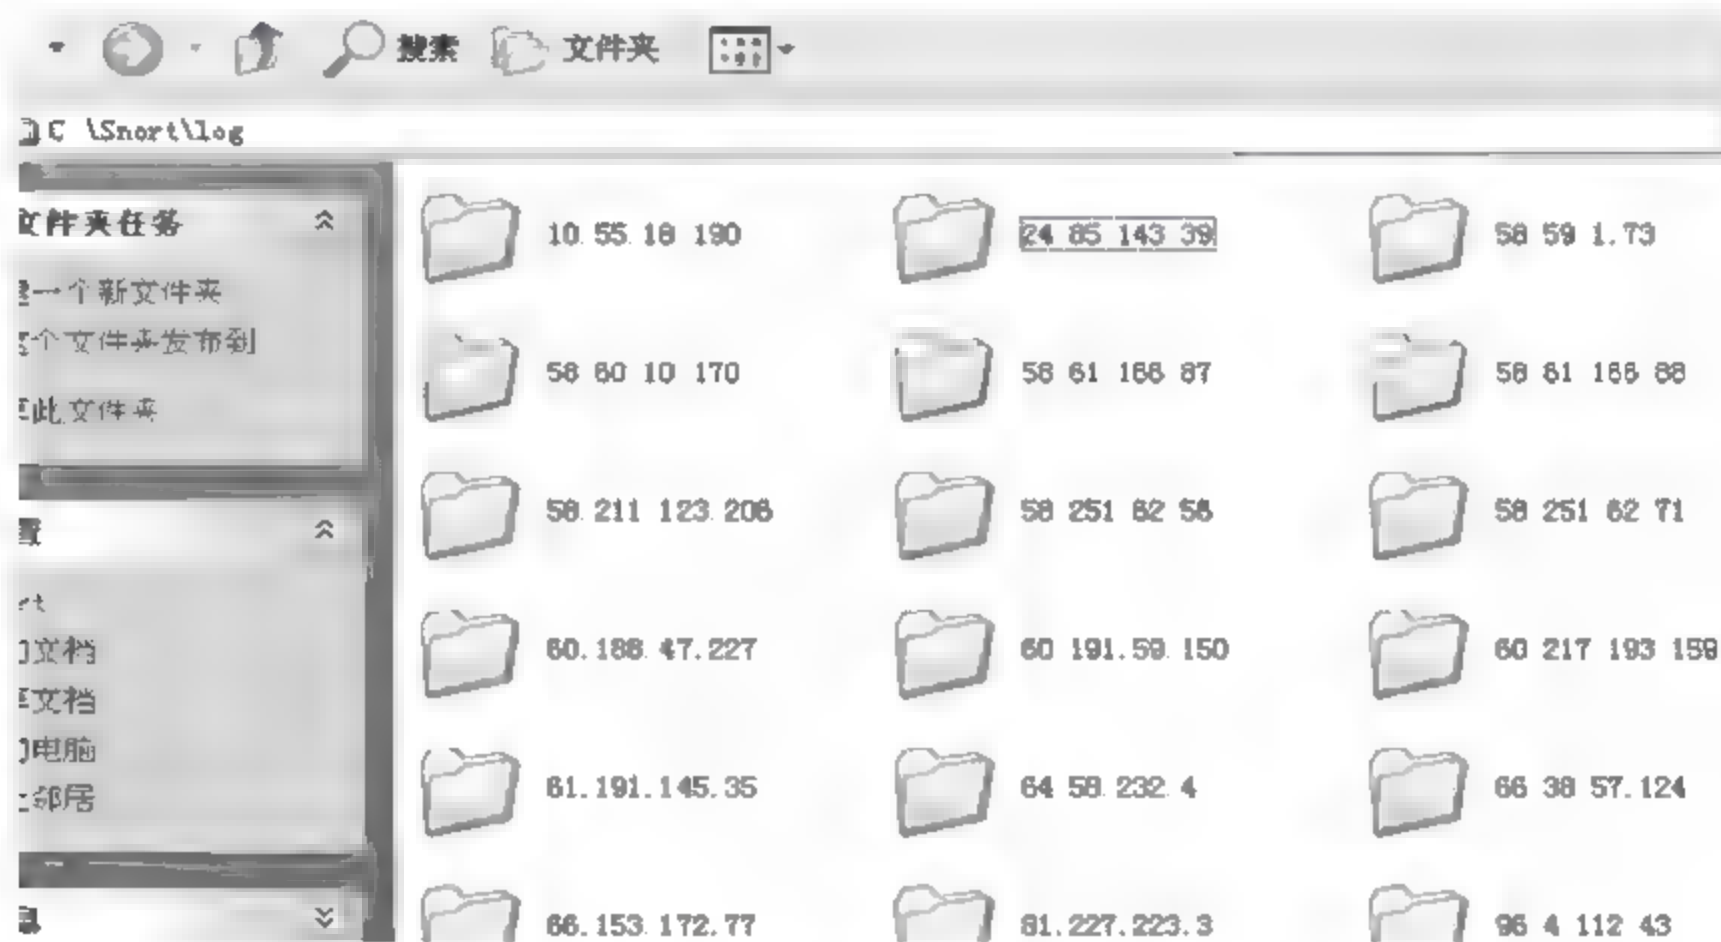 搜索 文件夹
C \Snort\log
文件夹任务
一个新文件夹
个文件夹发布到
此文件夹
文档
文档
电脑
邻居
10.55.18 190
24 85 143 39
58 59 1.73
58 60 10 170
58 61 166 87
58 61 166 88
58.211 123.206
58 251 62 56
58 251 62 71
60.188.47.227
60 191.59.150
60 217 193 159
61.191.145.35
64 58.232.4
66 38 57.124
66.153.172.77
81.227.223.3
96 4 112 43